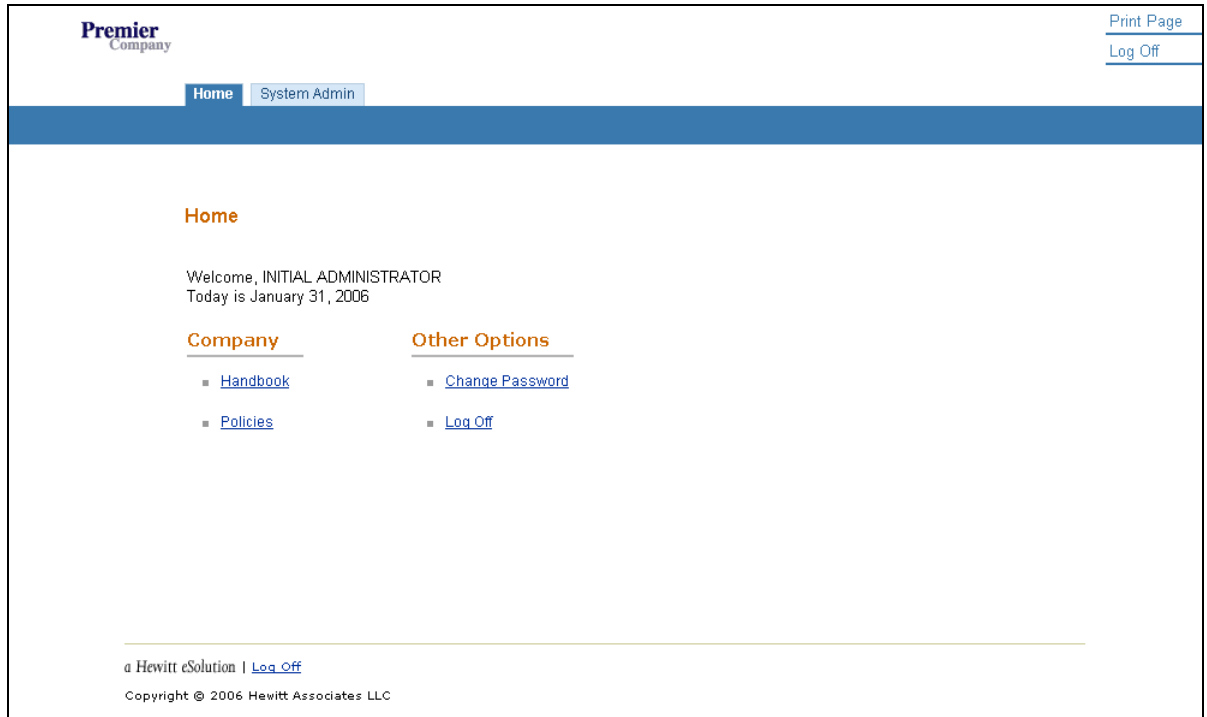 Premier
Company
Print Page
Log Off
Home System Admin
Home
Welcome, INITIAL ADMINISTRATOR
Today is January 31, 2006
Company Other Options
Handbook Change Password
Policies Log Off
a Hewitt eSolution | Log Off
Copyright © 2006 Hewitt Associates LLC